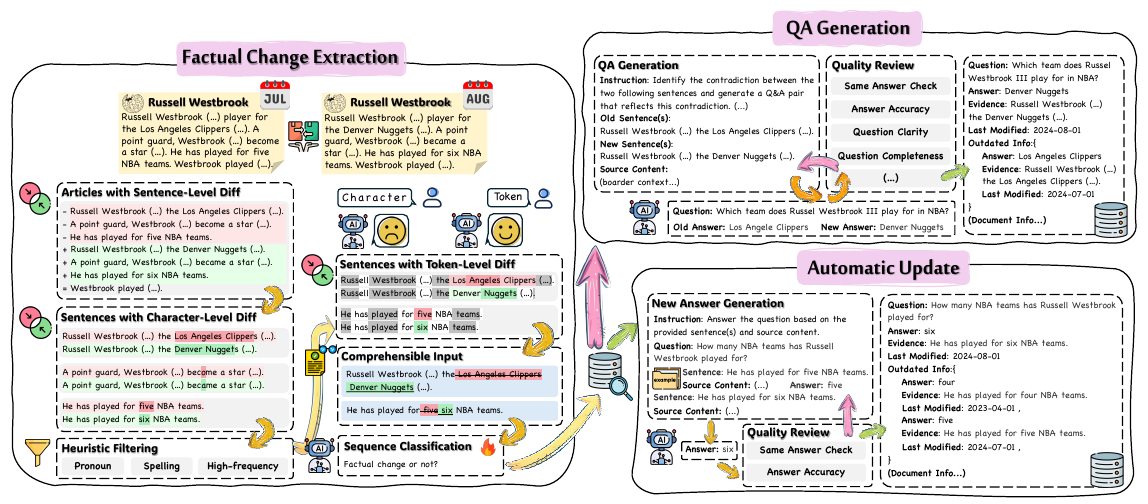 Factual Change Extraction
JUL
Russell Westbrook
Russell Westbrook (...) player for
the Los Angeles Clippers (...). A
point guard, Westbrook (...) become
a star (...). He has played for five
NBA teams. Westbrook played (...).
AUG
Russell Westbrook
Russell Westbrook (...) player for
the Denver Nuggets (...). A point
guard, Westbrook (...) became a
star (...). He has played for six NBA
teams. Westbrook played (...).
Articles with Sentence-Level Diff
- Russell Westbrook (...) the Los Angeles Clippers (...).
- A point guard, Westbrook (...) become a star (...).
- He has played for five NBA teams.
+ Russell Westbrook (...) the Denver Nuggets (...).
+ A point guard, Westbrook (...) became a star (...).
+ He has played for six NBA teams.
= Westbrook played (...).
Sentences with Character-Level Diff
Russell Westbrook (...) the Los Angeles Clippers (...).
Russell Westbrook (...) the Denver Nuggets (...).
A point guard, Westbrook (...) become a star (...).
A point guard, Westbrook (...) became a star (...).
He has played for five NBA teams.
He has played for six NBA teams.
Heuristic Filtering
Pronoun
Spelling
High-frequency
Character
AI
Token
AI
Sentences with Token-Level Diff
Russell Westbrook (...) the Los Angeles Clippers (...).
Russell Westbrook (...) the Denver Nuggets (...).
He has played for five NBA teams.
He has played for six NBA teams.
Comprehensible Input
Russell Westbrook (...) the Los Angeles Clippers
Denver Nuggets (...).
He has played for five six NBA teams.
AI
Sequence Classification
Factual change or not?
QA Generation
QA Generation
Instruction: Identify the contradiction between the
two following sentences and generate a Q&A pair
that reflects this contradiction. (...)
Old Sentence(s):
Russell Westbrook (...) the Los Angeles Clippers (...).
New Sentence(s):
Russell Westbrook (...) the Denver Nuggets (...).
Source Content:
(boarder context...)
Quality Review
Same Answer Check
Answer Accuracy
Question Clarity
Question Completeness
(...)
AI
Question: Which team does Russel Westbrook III play for in NBA?
Old Answer: Los Angele Clippers New Answer: Denver Nuggets
Question: Which team does Russel
Westbrook III play for in NBA?
Answer: Denver Nuggets
Evidence: Russell Westbrook (...)
the Denver Nuggets (...).
Last Modified: 2024-08-01
Outdated Info:{
Answer: Los Angeles Clippers
Evidence: Russell Westbrook (...)
the Los Angeles Clippers (...).
Last Modified: 2024-07-01
}
(Document Info...)
Automatic Update
New Answer Generation
Instruction: Answer the question based on the
provided sentence(s) and source content.
Question: How many NBA teams has Russell
Westbrook played for?
example
Sentence: He has played for five NBA teams.
Source Content: (...) Answer: five
Sentence: He has played for six NBA teams.
Source Content: (...)
AI
Answer: six
Quality Review
Same Answer Check
Answer Accuracy
Question: How many NBA teams has Russell Westbrook
played for?
Answer: six
Evidence: He has played for six NBA teams.
Last Modified: 2024-08-01
Outdated Info:{
Answer: four
Evidence: He has played for four NBA teams.
Last Modified: 2023-04-01 ,
Answer: five
Evidence: He has played for five NBA teams.
Last Modified: 2024-07-01 ,
}
(Document Info...)